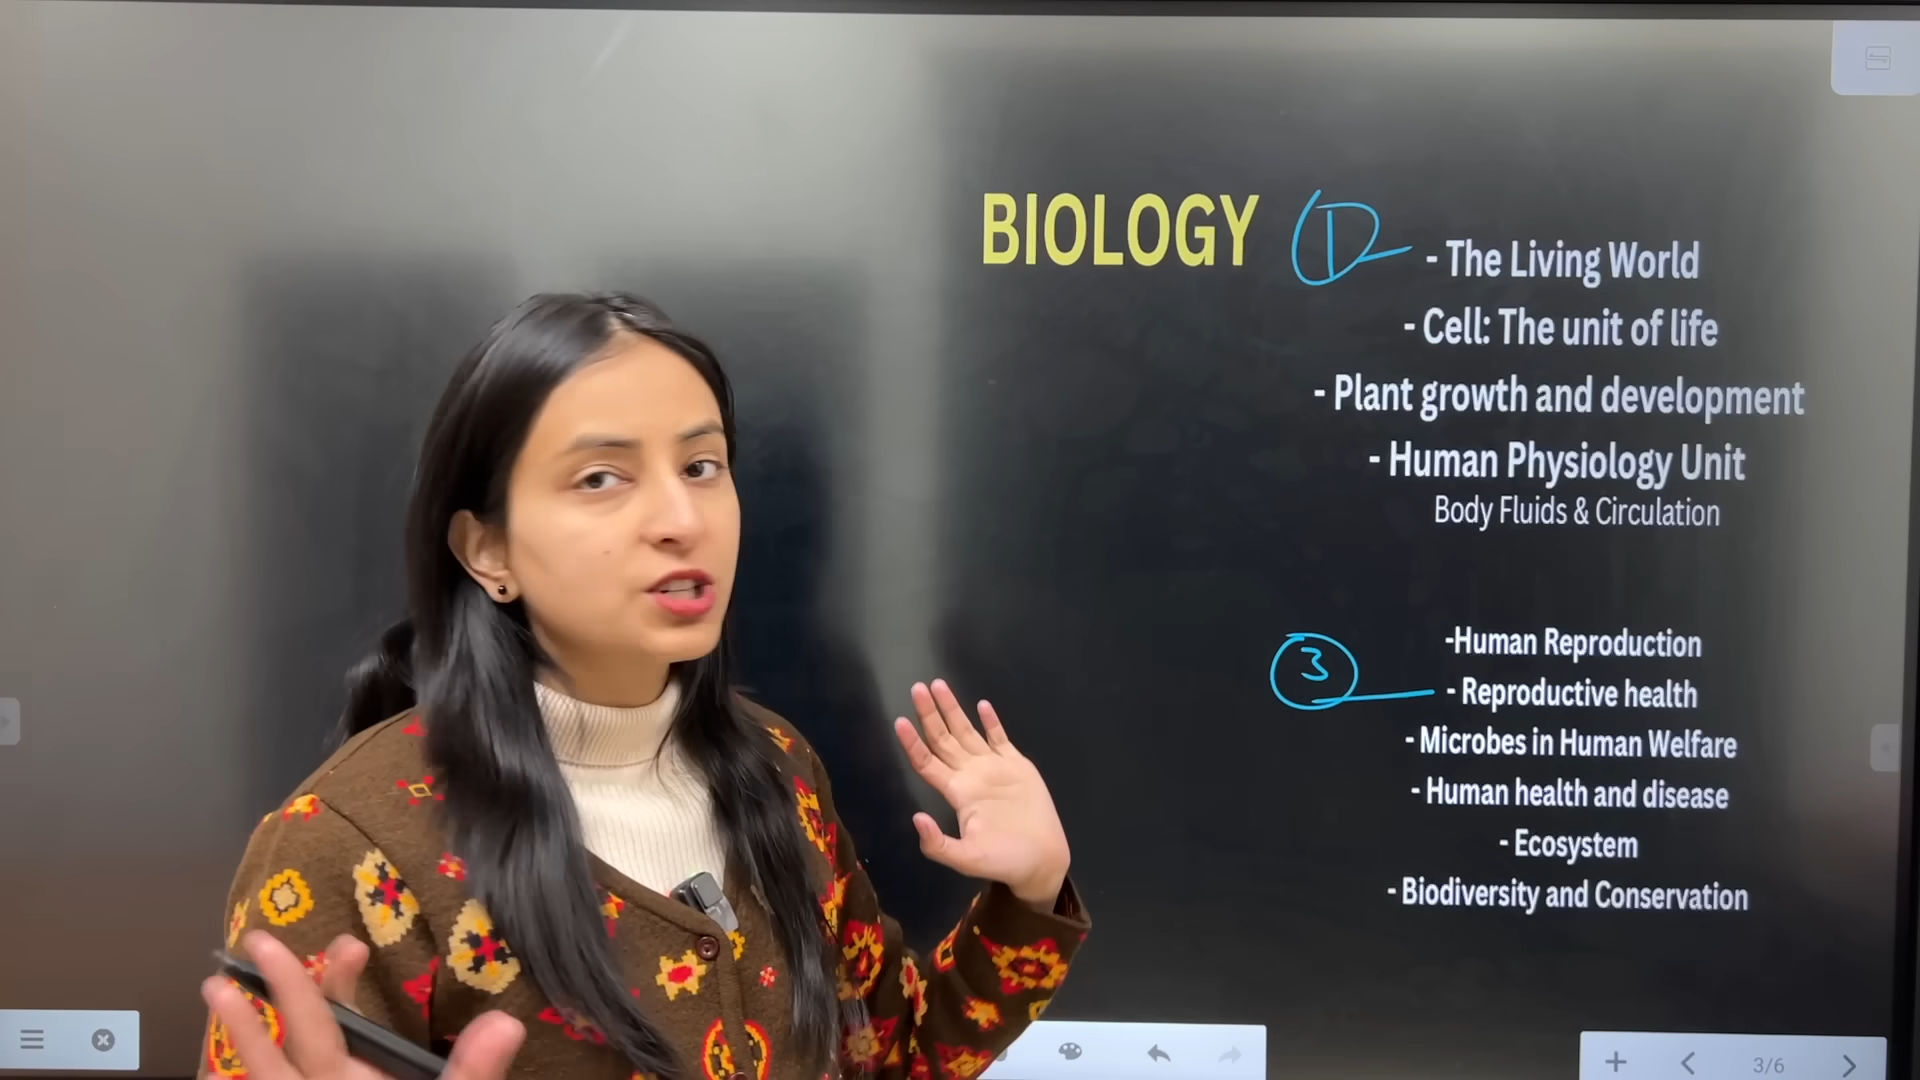 BIOLOGY
1
- The Living World
- Cell: The unit of life
- Plant growth and development
- Human Physiology Unit
Body Fluids & Circulation
-Human Reproduction
3
- Reproductive health
- Microbes in Human Welfare
- Human health and disease
- Ecosystem
- Biodiversity and Conservation
3/6